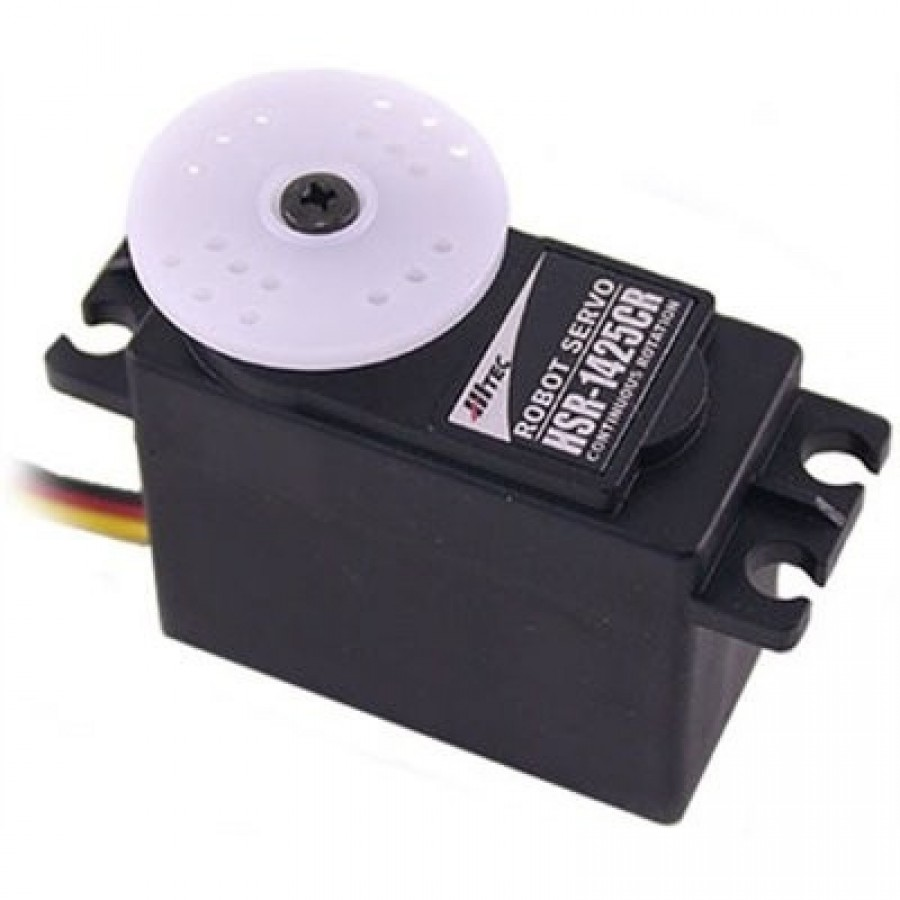 HITEC
ROBOT SERVO
HSR-1425CR
CONTINUOUS ROTATION